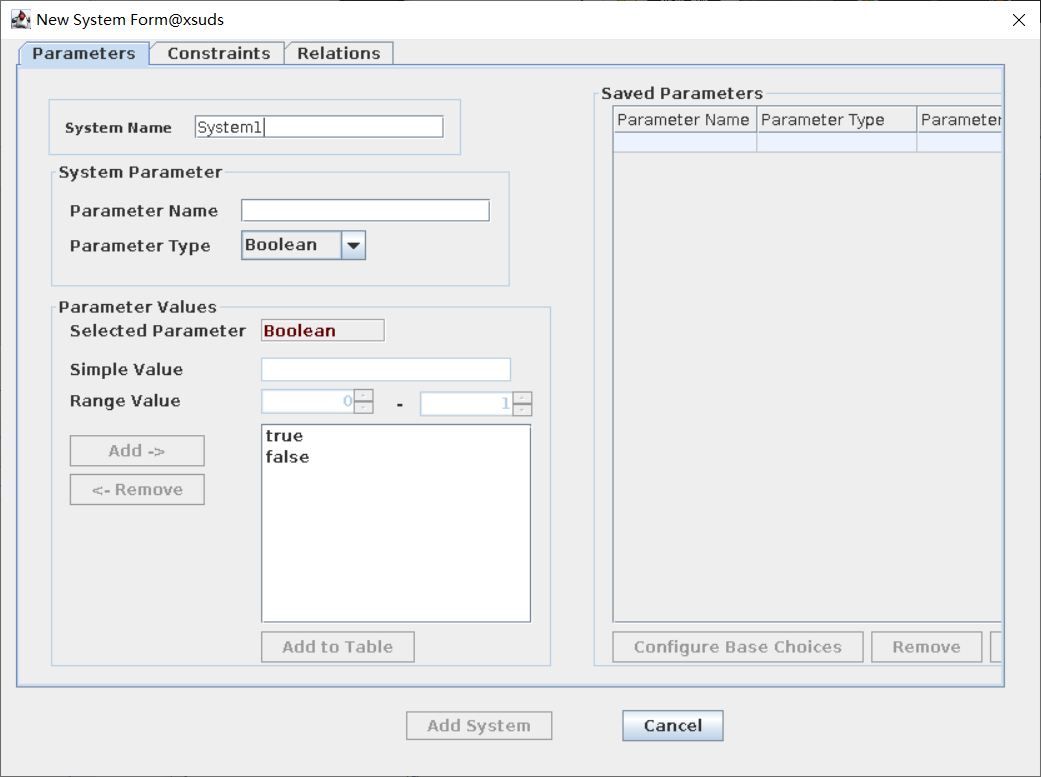 New System Form@xsuds
Parameters Constraints Relations
System Name System1
System Parameter
Parameter Name
Parameter Type Boolean
Parameter Values
Selected Parameter Boolean
Simple Value
Range Value 0 - 1
Add ->
<- Remove
true
false
Add to Table
Saved Parameters
Parameter Name Parameter Type Parameter
Configure Base Choices Remove
Add System Cancel